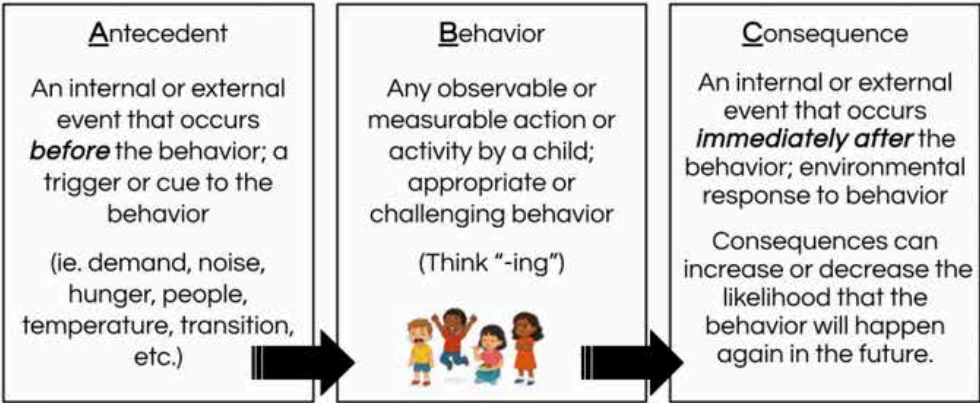 Antecedent
An internal or external
event that occurs
before the behavior; a
trigger or cue to the
behavior
(ie. demand, noise,
hunger, people,
temperature, transition,
etc.)
Behavior
Any observable or
measurable action or
activity by a child;
appropriate or
challenging behavior
(Think “-ing”)
Consequence
An internal or external
event that occurs
immediately after the
behavior; environmental
response to behavior
Consequences can
increase or decrease the
likelihood that the
behavior will happen
again in the future.